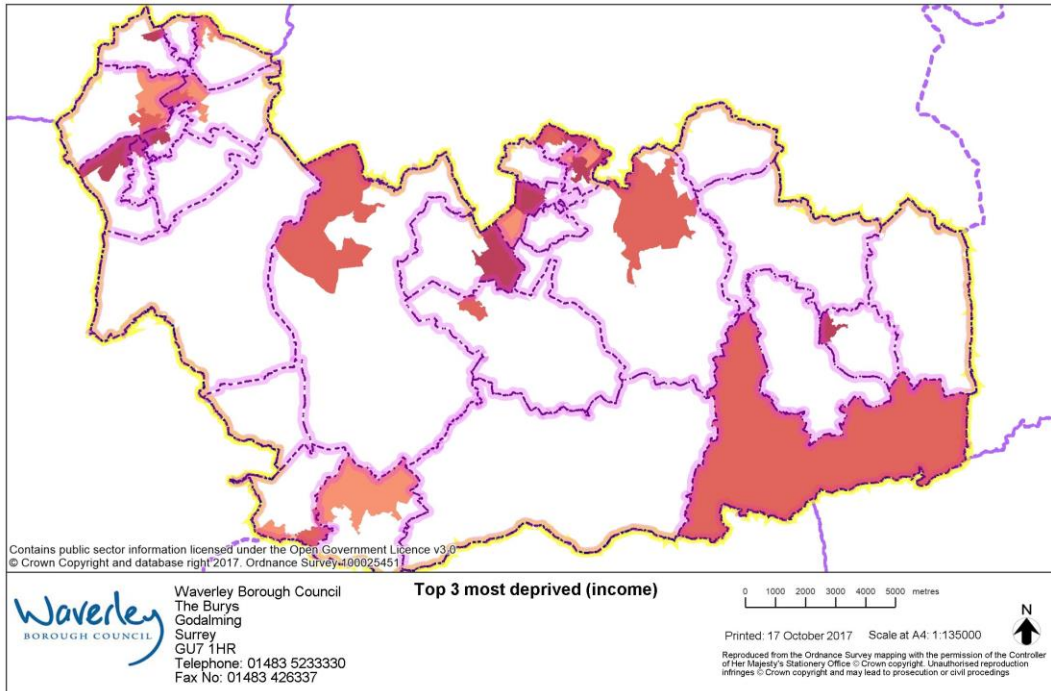 Contains public sector information licensed under the Open Government Licence v3.0
© Crown Copyright and database right 2017. Ordnance Survey 100025451
Waverley
BOROUGH COUNCIL
Waverley Borough Council
The Burys
Godalming
Surrey
GU7 1HR
Telephone: 01483 5233330
Fax No: 01483 426337
Top 3 most deprived (income)
0 1000 2000 3000 4000 5000 metres
Printed: 17 October 2017 Scale at A4: 1:135000
Reproduced from the Ordnance Survey mapping with the permission of the Controller
of Her Majesty's Stationery Office © Crown copyright. Unauthorised reproduction
infringes © Crown copyright and may lead to prosecution or civil procedings
N